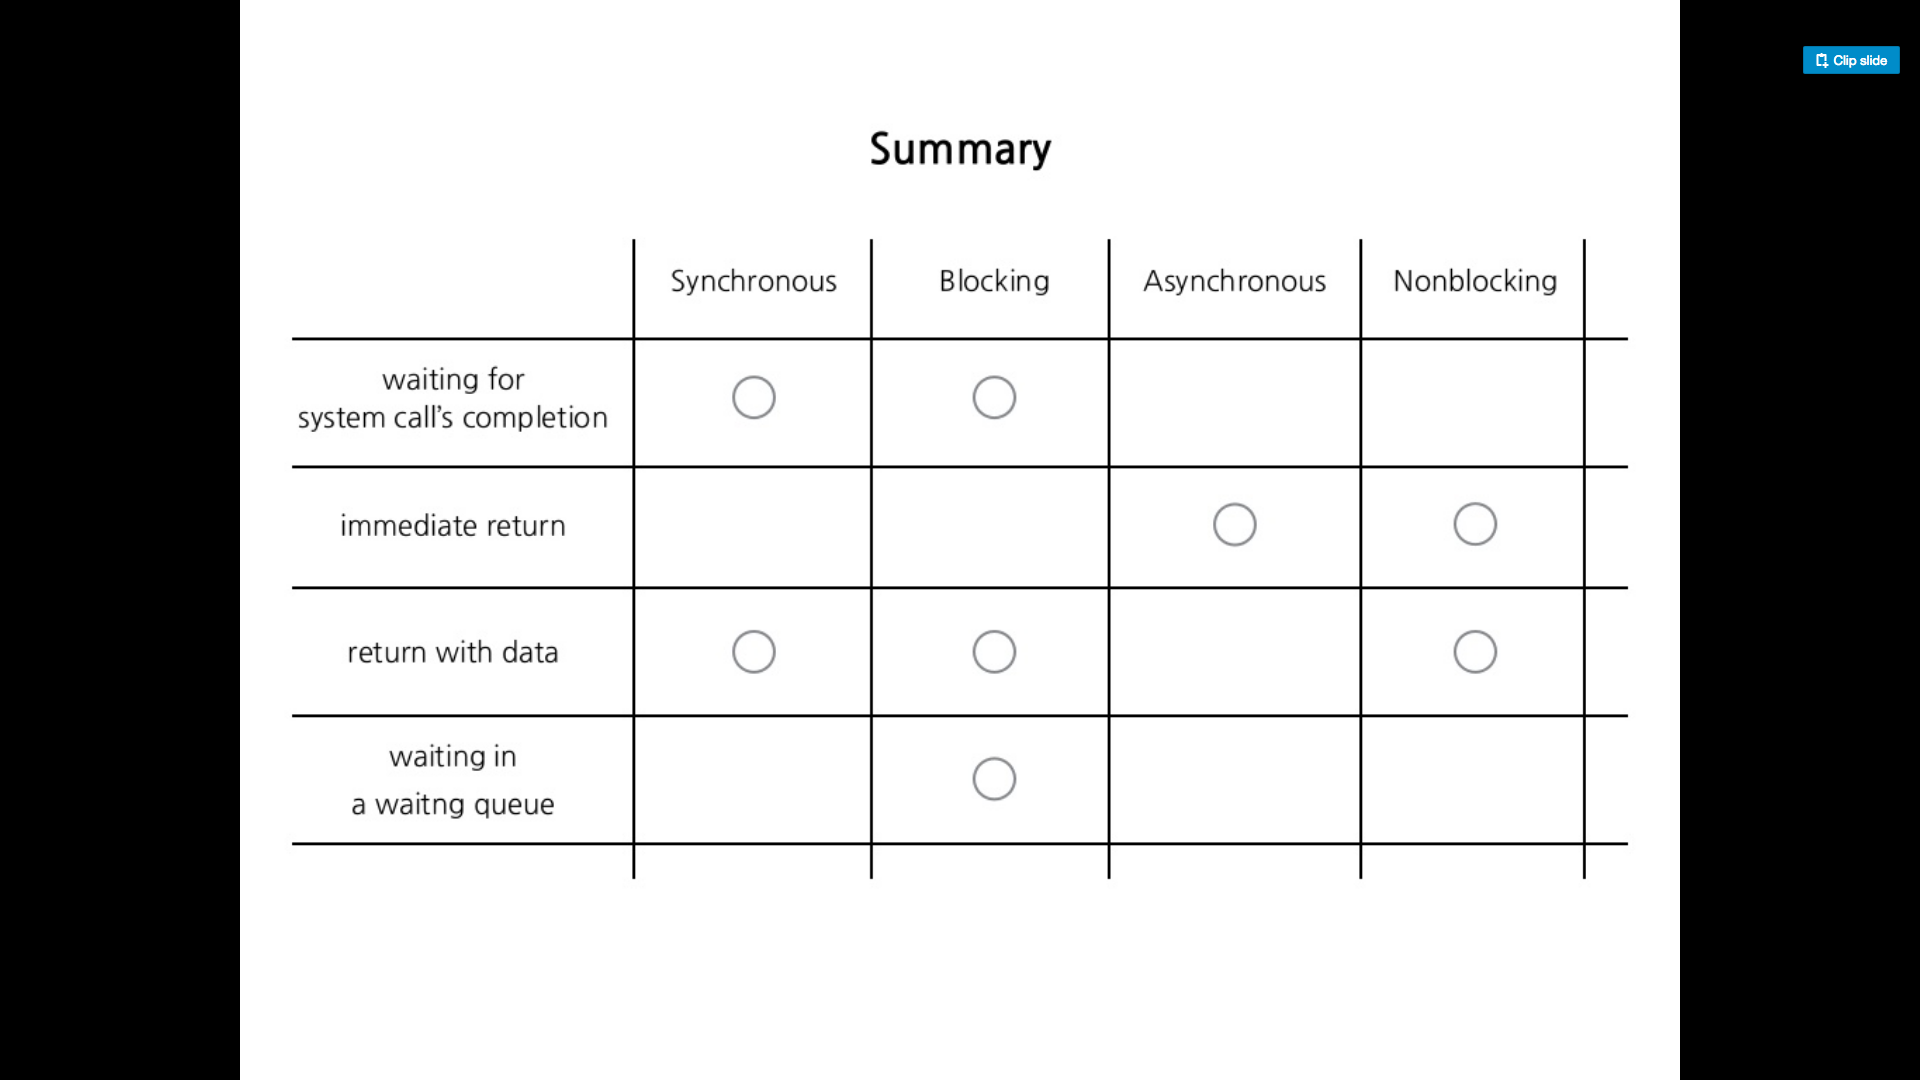 Clip slide
Summary
Synchronous Blocking Asynchronous Nonblocking
waiting for
system call's completion
immediate return
return with data
waiting in
a waitng queue